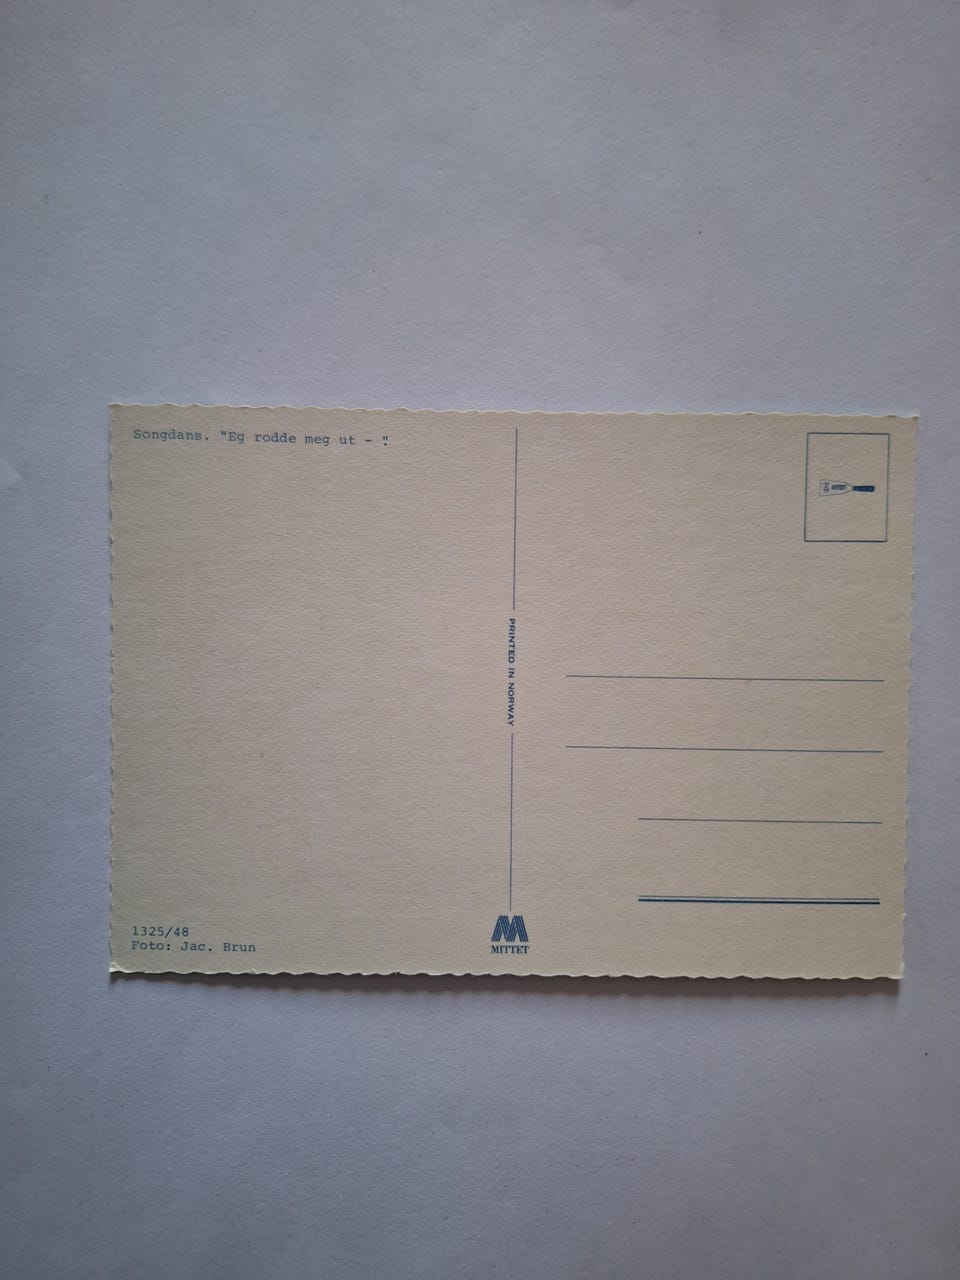 Songdans. "Eg rodde meg ut - ".
PRINTED IN NORWAY
1325/48
Foto: Jac. Brun
MITTET